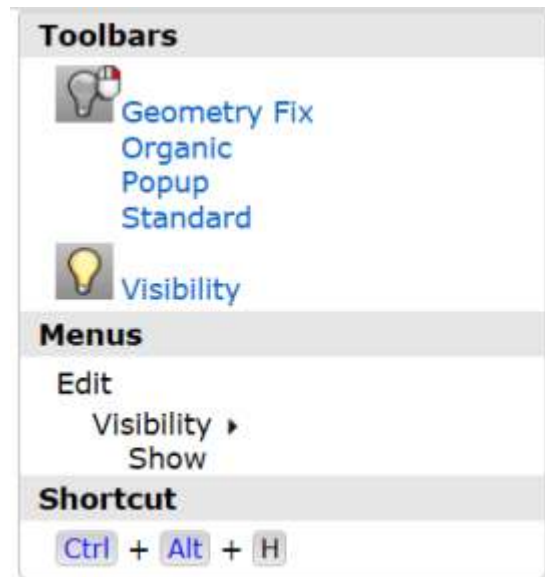 Toolbars
Geometry Fix
Organic
Popup
Standard
Visibility
Menus
Edit
Visibility ▸
Show
Shortcut
Ctrl + Alt + H